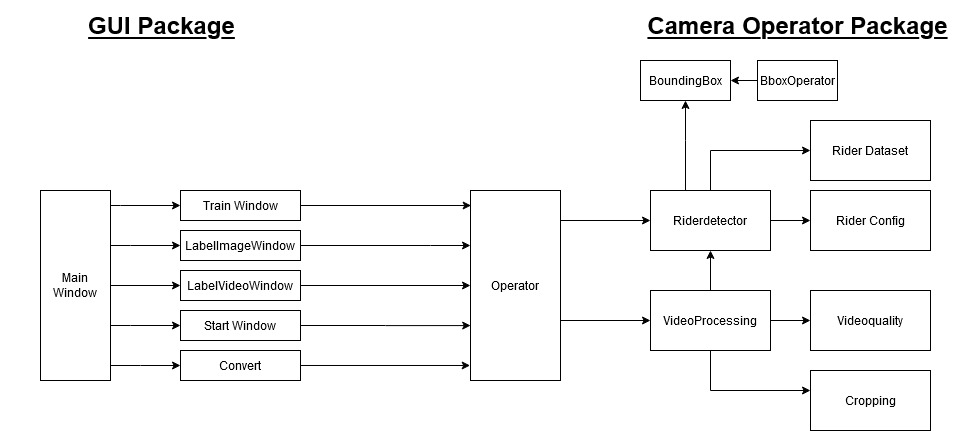 GUI Package
Camera Operator Package
BoundingBox
BboxOperator
Rider Dataset
Train Window
Riderdetector
Rider Config
LabelImageWindow
Main
Window
LabelVideoWindow
Operator
Start Window
VideoProcessing
Videoquality
Convert
Cropping